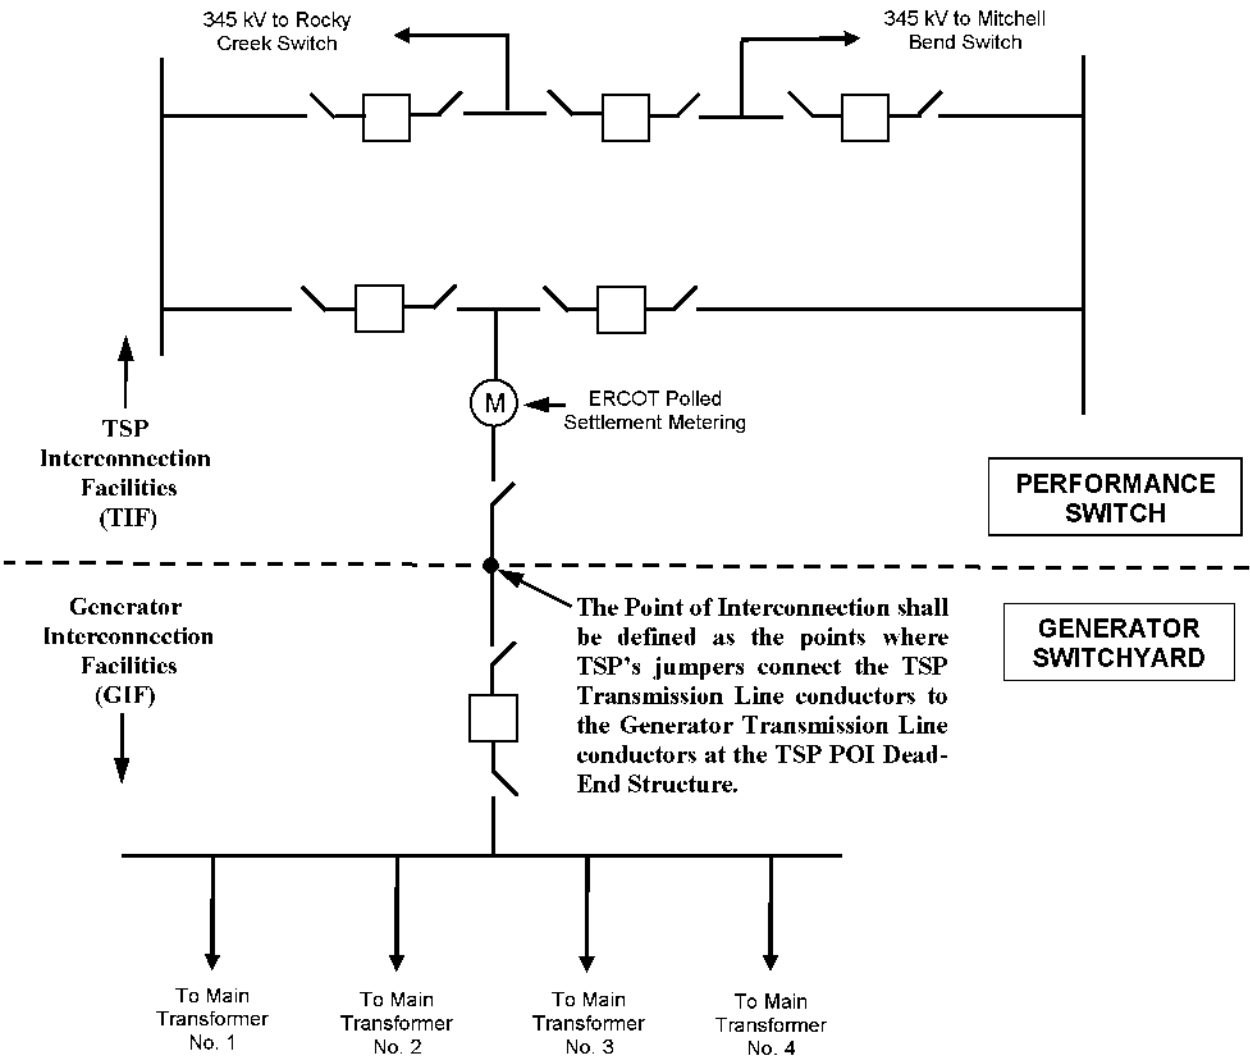 345 kV to Rocky
Creek Switch
345 kV to Mitchell
Bend Switch
M
ERCOT Polled
Settlement Metering
TSP
Interconnection
Facilities
(TIF)
PERFORMANCE
SWITCH
Generator
Interconnection
Facilities
(GIF)
The Point of Interconnection shall
be defined as the points where
TSP's jumpers connect the TSP
Transmission Line conductors to
the Generator Transmission Line
conductors at the TSP POI Dead-
End Structure.
GENERATOR
SWITCHYARD
To Main
Transformer
No. 1
To Main
Transformer
No. 2
To Main
Transformer
No. 3
To Main
Transformer
No. 4